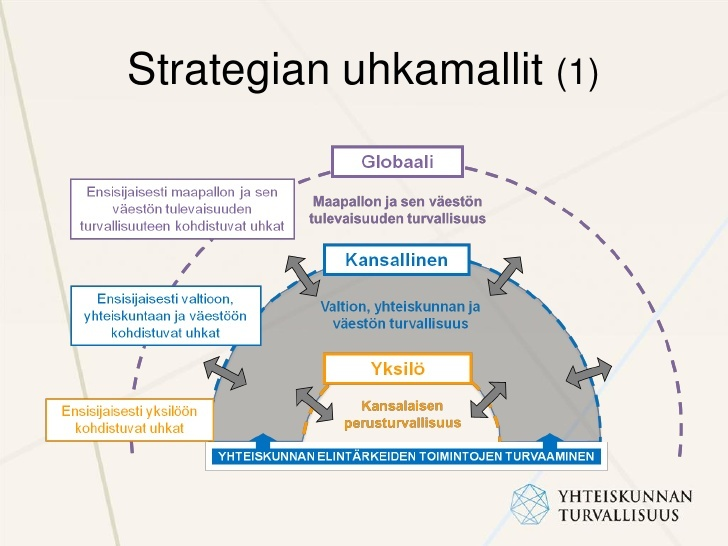 Strategian uhkamallit (1)
Globaali
Ensisijaisesti maapallon ja sen
väestön tulevaisuuden
turvallisuuteen kohdistuvat uhkat
Maapallon ja sen väestön
tulevaisuuden turvallisuus
Kansallinen
Ensisijaisesti valtioon,
yhteiskuntaan ja väestöön
kohdistuvat uhkat
Valtion, yhteiskunnan ja
väestön turvallisuus
Yksilö
Ensisijaisesti yksilöön
kohdistuvat uhkat
Kansalaisen
perusturvallisuus
YHTEISKUNNAN ELINTÄRKEIDEN TOIMINTOJEN TURVAAMINEN
YHTEISKUNNAN
TURVALLISUUS